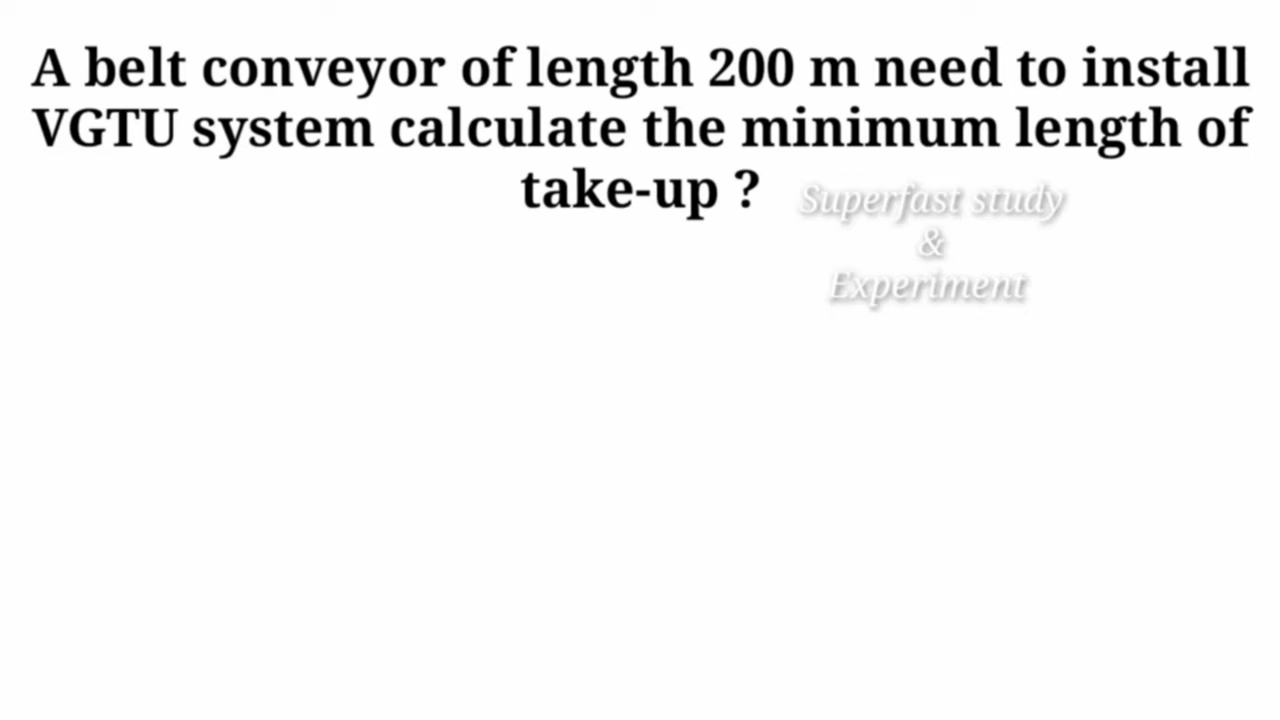 A belt conveyor of length 200 m need to install
VGTU system calculate the minimum length of
take-up ?
Superfast study
&
Experiment